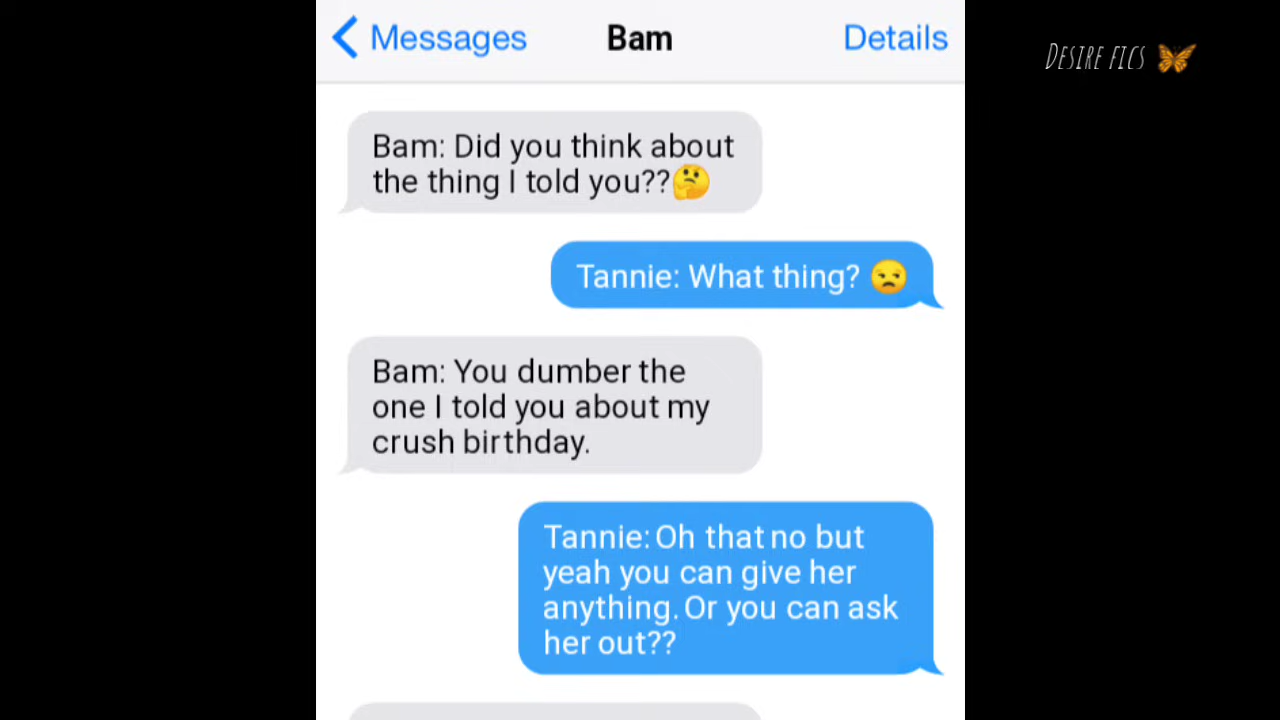 Messages
Bam
Details
DESIRE FICS 🦋
Bam: Did you think about
the thing I told you??🤔
Tannie: What thing? 😒
Bam: You dumber the
one I told you about my
crush birthday.
Tannie: Oh that no but
yeah you can give her
anything. Or you can ask
her out??